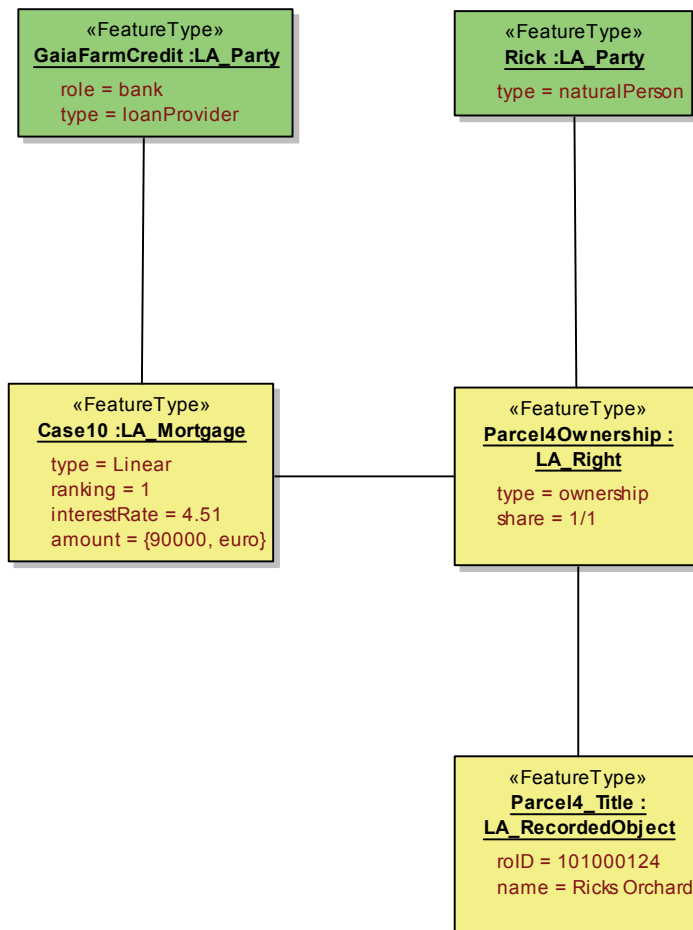 «FeatureType»
GaiaFarmCredit :LA_Party
role = bank
type = loanProvider
«FeatureType»
Rick :LA_Party
type = naturalPerson
«FeatureType»
Case10 :LA_Mortgage
type = Linear
ranking = 1
interestRate = 4.51
amount = {90000, euro}
«FeatureType»
Parcel4Ownership :
LA_Right
type = ownership
share = 1/1
«FeatureType»
Parcel4_Title :
LA_RecordedObject
roID = 101000124
name = Ricks Orchard